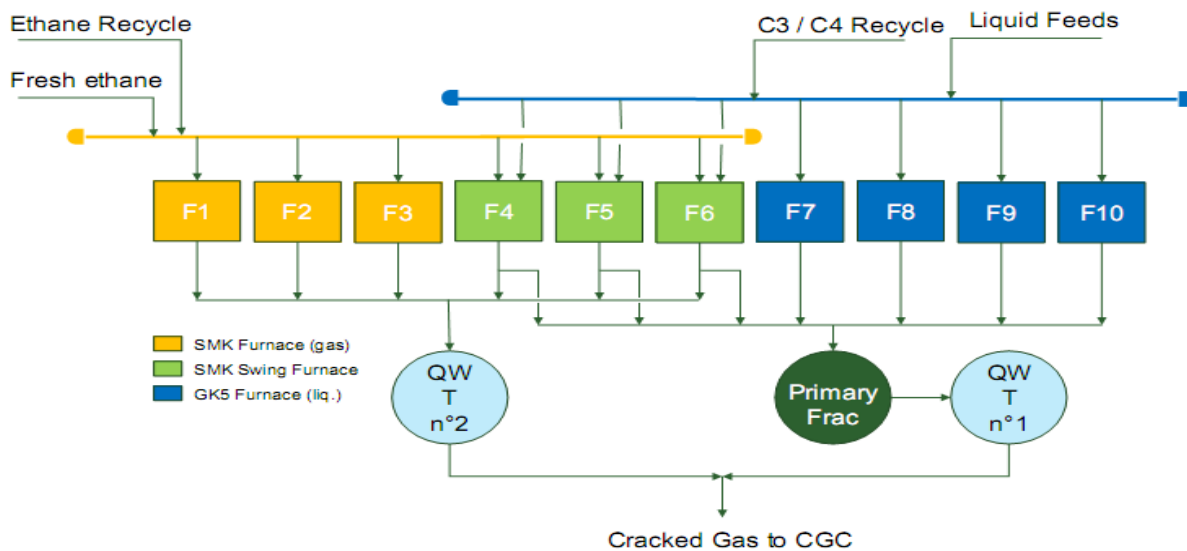 Ethane Recycle
C3 / C4 Recycle
Liquid Feeds
Fresh ethane
F1
F2
F3
F4
F5
F6
F7
F8
F9
F10
SMK Furnace (gas)
SMK Swing Furnace
GK5 Furnace (liq.)
QW
T
n°2
Primary
Frac
QW
T
n°1
Cracked Gas to CGC